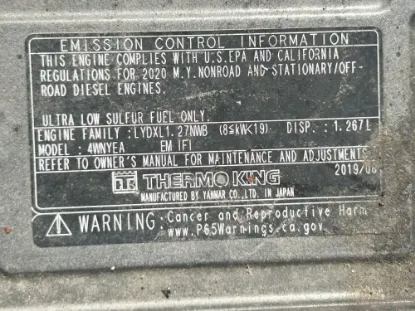 EMISSION CONTROL INFORMATION
THIS ENGINE COMPLIES WITH U.S.EPA AND CALIFORNIA
REGULATIONS FOR 2020 M.Y.NONROAD AND STATIONARY/OFF-
ROAD DIESEL ENGINES.
ULTRA LOW SULFUR FUEL ONLY.
ENGINE FAMILY :LYDXL1.27NWB (8≤kW<19) DISP.:1.267L
MODEL :4WNYEA EM IFI
REFER TO OWNER'S MANUAL FOR MAINTENANCE AND ADJUSTMENTS
2019/08
THERMO KING
MANUFACTURED BY YANMAR CO.,LT. IN JAPAN
WARNING: Cancer and Reproductive Harm
www.P65Warnings.ca.gov